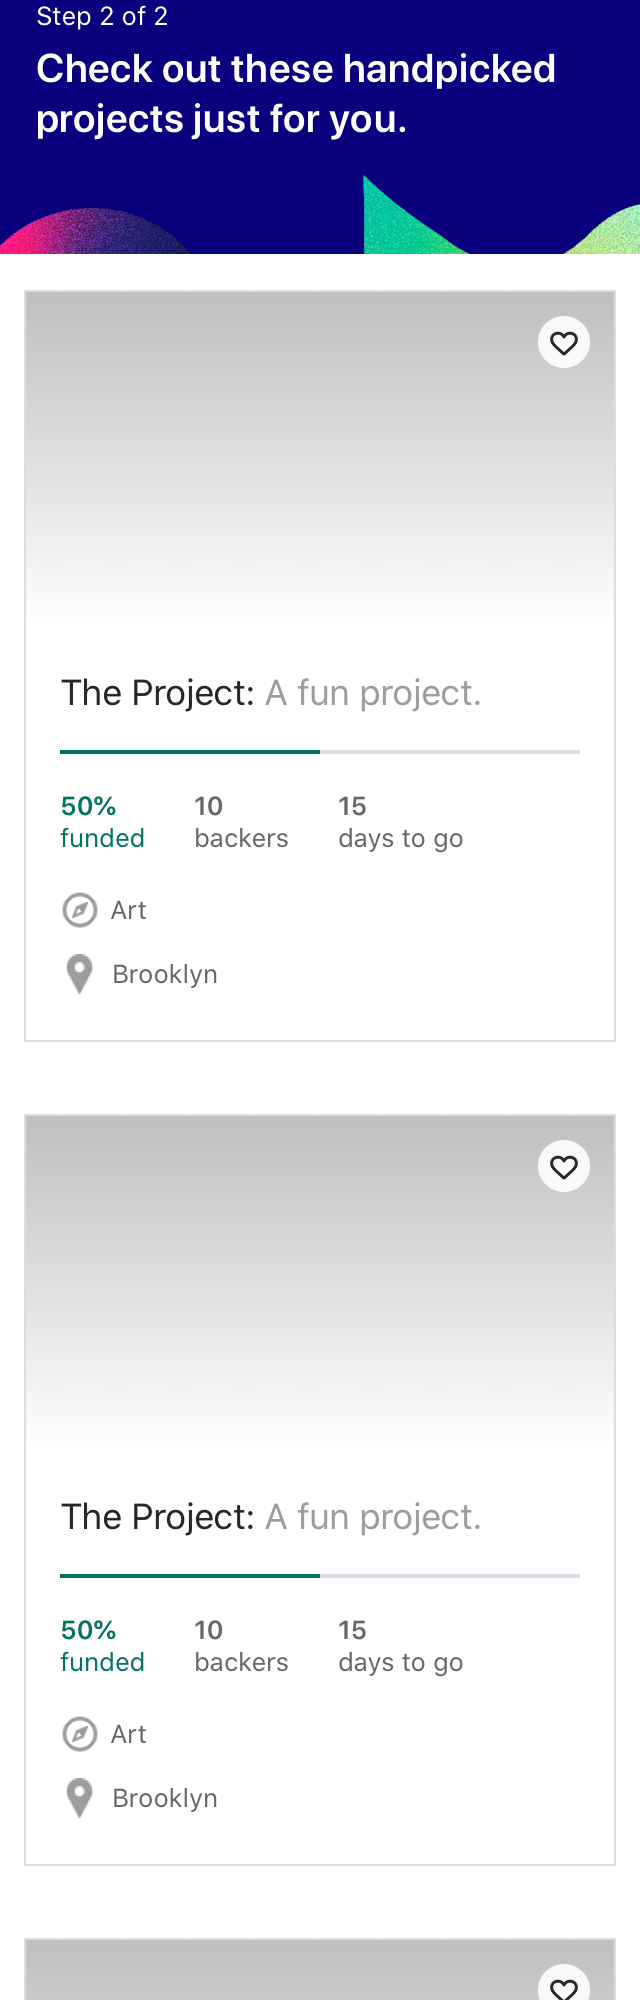 Step 2 of 2
Check out these handpicked
projects just for you.
The Project: A fun project.
50% 10 15
funded backers days to go
Art
Brooklyn
The Project: A fun project.
50% 10 15
funded backers days to go
Art
Brooklyn